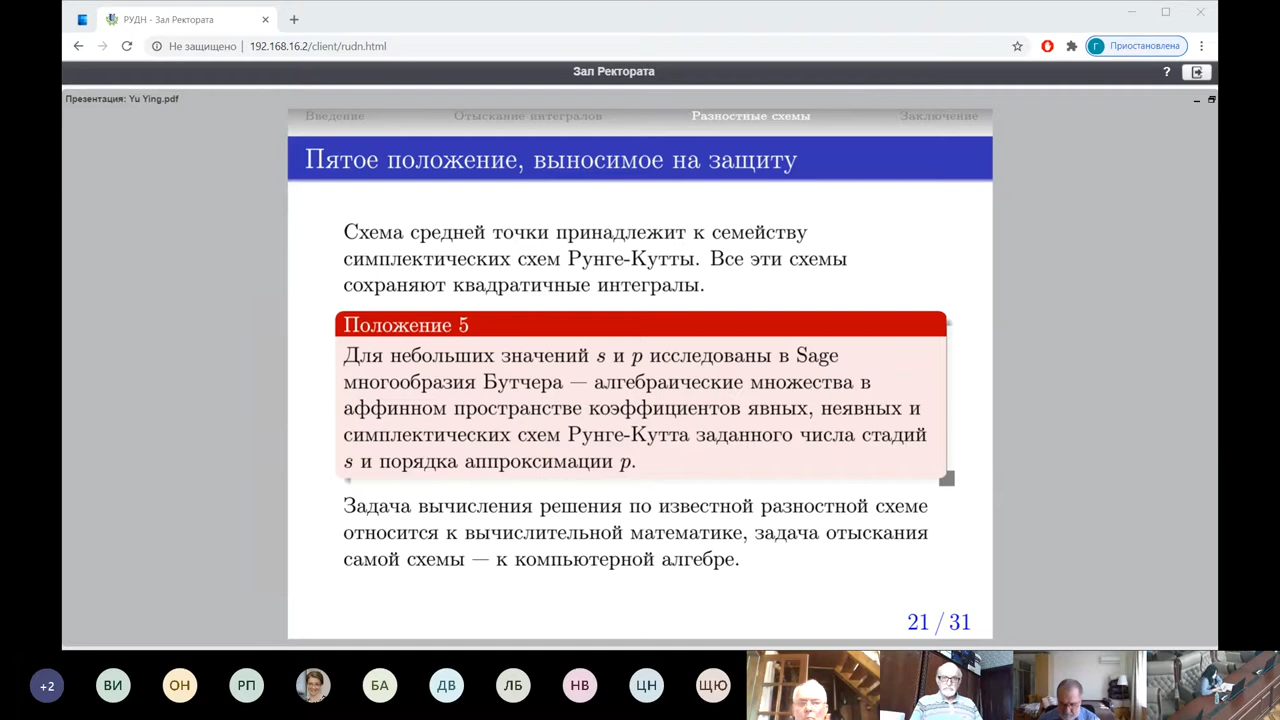 РУДН - Зал Ректората
Не защищено
192.168.16.2/client/rudn.html
Г
Приостановлена
Зал Ректората
?
Презентация: Yu Ying.pdf
Введение
Отыскание интегралов
Разностные схемы
Заключение
Пятое положение, выносимое на защиту
Схема средней точки принадлежит к семейству
симплектических схем Рунге-Кутты. Все эти схемы
сохраняют квадратичные интегралы.
Положение 5
Для небольших значений s и p исследованы в Sage
многообразия Бутчера — алгебраические множества в
аффинном пространстве коэффициентов явных, неявных и
симплектических схем Рунге-Кутта заданного числа стадий
s и порядка аппроксимации p.
Задача вычисления решения по известной разностной схеме
относится к вычислительной математике, задача отыскания
самой схемы — к компьютерной алгебре.
21 / 31
+2
ВИ
ОН
РП
БА
ДВ
ЛБ
НВ
ЦН
ЩЮ